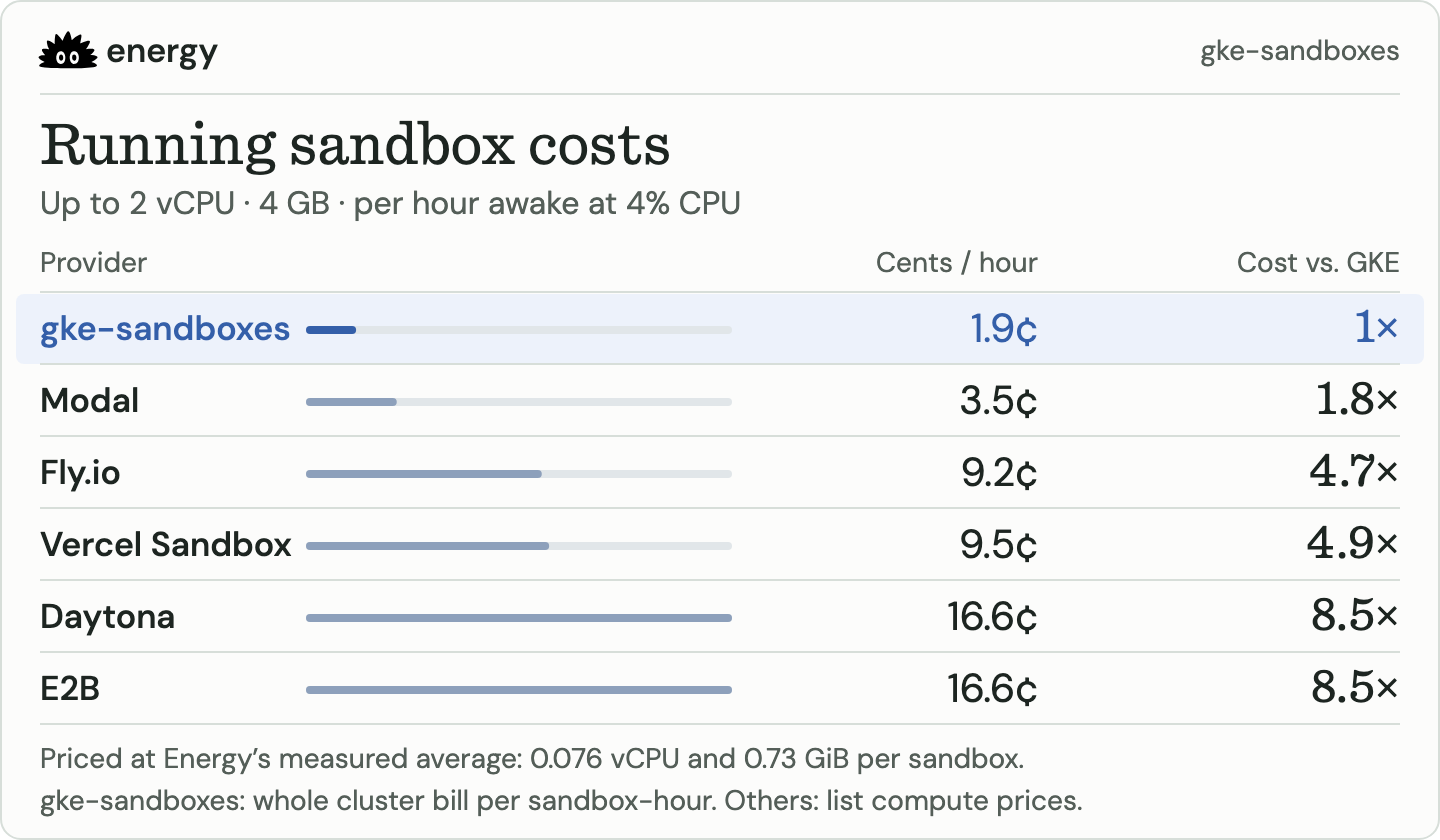 energy
gke-sandboxes
Running sandbox costs
Up to 2 vCPU · 4 GB · per hour awake at 4% CPU
Provider Cents / hour Cost vs. GKE
gke-sandboxes 1.9¢ 1×
Modal 3.5¢ 1.8×
Fly.io 9.2¢ 4.7×
Vercel Sandbox 9.5¢ 4.9×
Daytona 16.6¢ 8.5×
E2B 16.6¢ 8.5×
Priced at Energy’s measured average: 0.076 vCPU and 0.73 GiB per sandbox.
gke-sandboxes: whole cluster bill per sandbox-hour. Others: list compute prices.